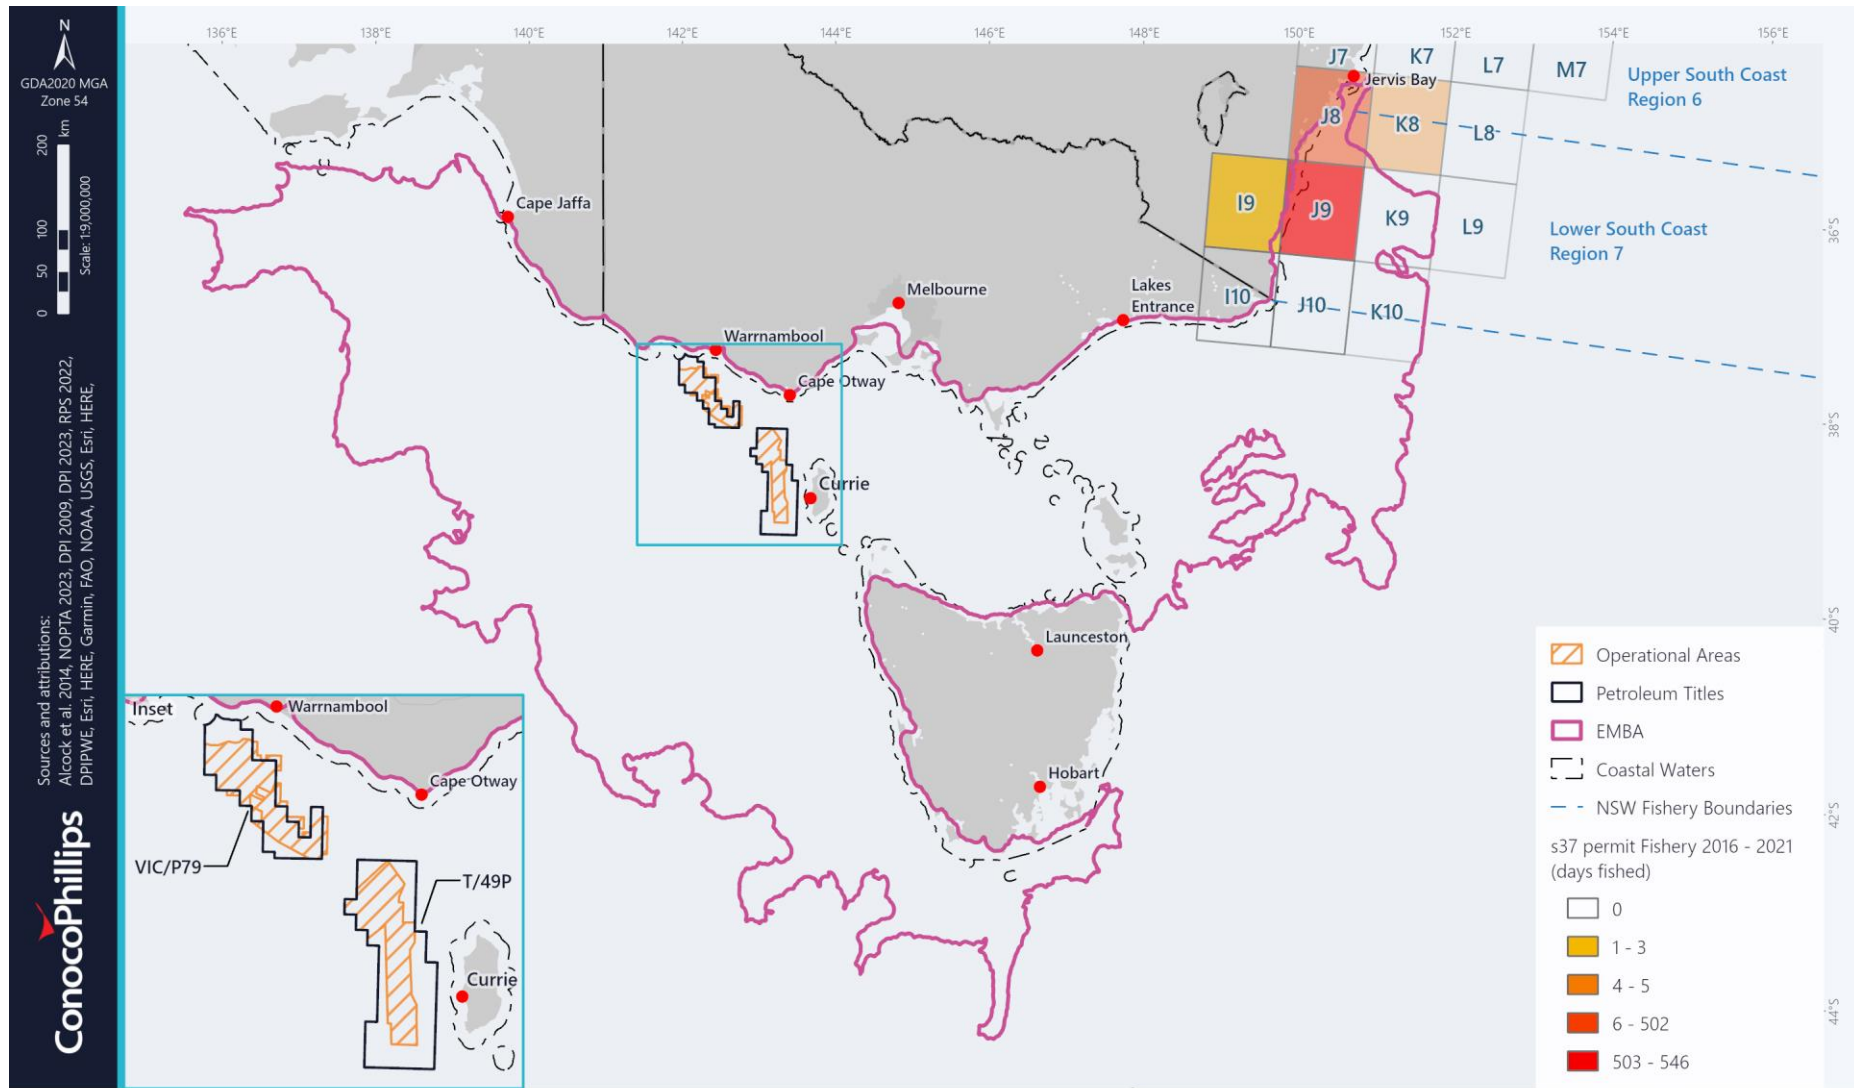 N
GDA2020 MGA
Zone 54
0
50
100
200
km
Scale: 1:9,000,000
Sources and attributions:
Alcock et al. 2014, NOPTA 2023, DPI 2009, DPI 2023, RPS 2022,
DPIPWE, Esri, HERE, Garmin, FAO, NOAA, USGS, Esri, HERE,
ConocoPhillips
136°E
138°E
140°E
142°E
144°E
146°E
148°E
150°E
152°E
154°E
156°E
36°S
38°S
40°S
42°S
44°S
J7
K7
L7
M7
Jervis Bay
J8
K8
L8
I9
J9
K9
L9
I10
J10
K10
Upper South Coast
Region 6
Lower South Coast
Region 7
Cape Jaffa
Melbourne
Lakes
Entrance
Warrnambool
Cape Otway
Currie
Launceston
Hobart
Inset
Warrnambool
Cape Otway
VIC/P79
T/49P
Currie
Operational Areas
Petroleum Titles
EMBA
Coastal Waters
NSW Fishery Boundaries
s37 permit Fishery 2016 - 2021
(days fished)
0
1 - 3
4 - 5
6 - 502
503 - 546